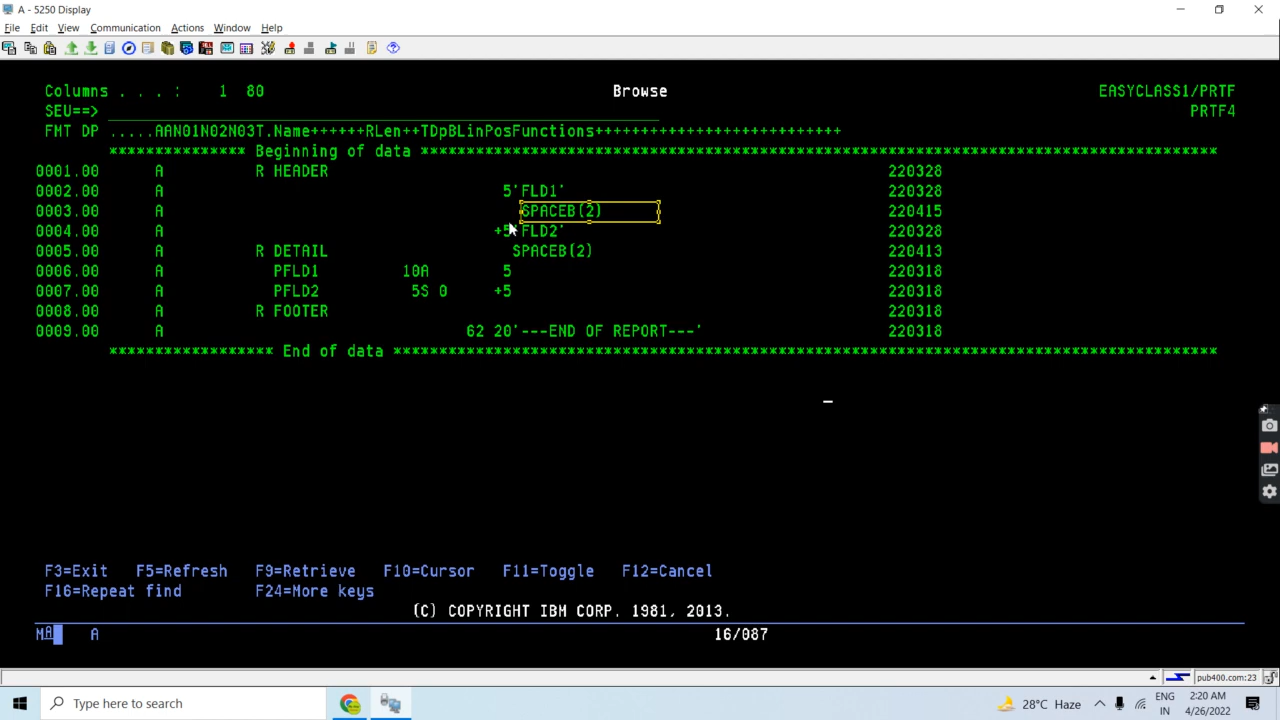 A - 5250 Display
File Edit View Communication Actions Window Help
Columns . . . : 1 80 Browse EASYCLASS1/PRTF
SEU==> PRTF4
FMT DP .....AAN01N02N03T.Name++++++RLen++TDpBLinPosFunctions+++++++++++++++++++++++++++
*************** Beginning of data ****************************************************************************************
0001.00 A R HEADER 220328
0002.00 A 5'FLD1' 220328
0003.00 A SPACEB(2) 220415
0004.00 A +5'FLD2' 220328
0005.00 A R DETAIL SPACEB(2) 220413
0006.00 A PFLD1 10A 5 220318
0007.00 A PFLD2 5S 0 +5 220318
0008.00 A R FOOTER 220318
0009.00 A 62 20'---END OF REPORT---' 220318
****************** End of data *******************************************************************************************
F3=Exit F5=Refresh F9=Retrieve F10=Cursor F11=Toggle F12=Cancel
F16=Repeat find F24=More keys
(C) COPYRIGHT IBM CORP. 1981, 2013.
MA A 16/087
pub400.com:23
Type here to search 28°C Haze ENG 2:20 AM
IN 4/26/2022